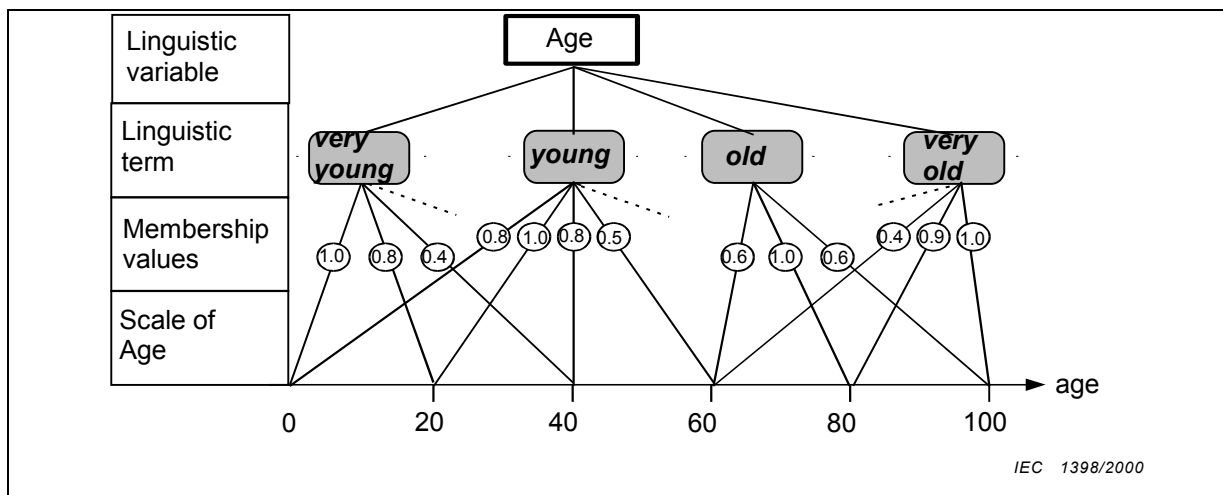 Linguistic
variable
Age
Linguistic
term
very
young
young
old
very
old
Membership
values
1.0
0.8
0.4
0.8
1.0
0.8
0.5
0.6
1.0
0.6
0.4
0.9
1.0
Scale of
Age
age
0 20 40 60 80 100
IEC 1398/2000